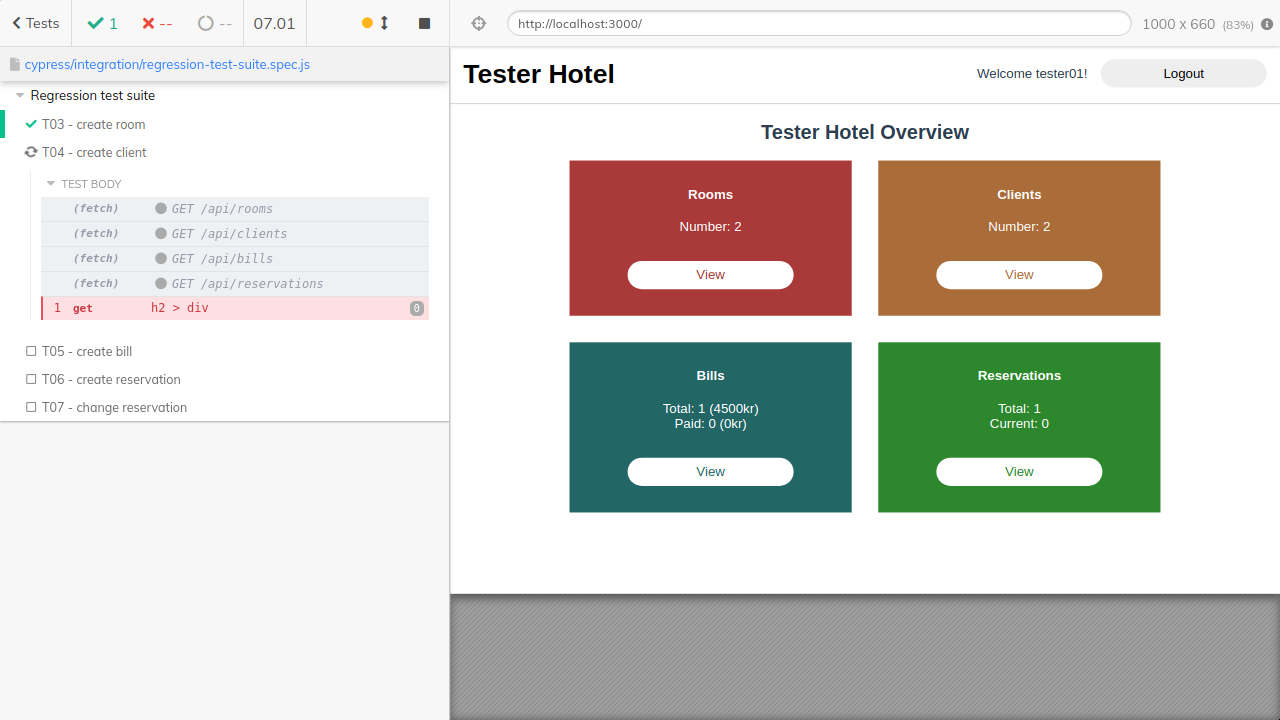 Tests
1
--
--
07.01
http://localhost:3000/
1000 x 660 (83%)
cypress/integration/regression-test-suite.spec.js
Regression test suite
T03 - create room
T04 - create client
TEST BODY
(fetch) GET /api/rooms
(fetch) GET /api/clients
(fetch) GET /api/bills
(fetch) GET /api/reservations
1 get h2 > div 0
T05 - create bill
T06 - create reservation
T07 - change reservation
Tester Hotel
Welcome tester01!
Logout
Tester Hotel Overview
Rooms
Number: 2
View
Clients
Number: 2
View
Bills
Total: 1 (4500kr)
Paid: 0 (0kr)
View
Reservations
Total: 1
Current: 0
View